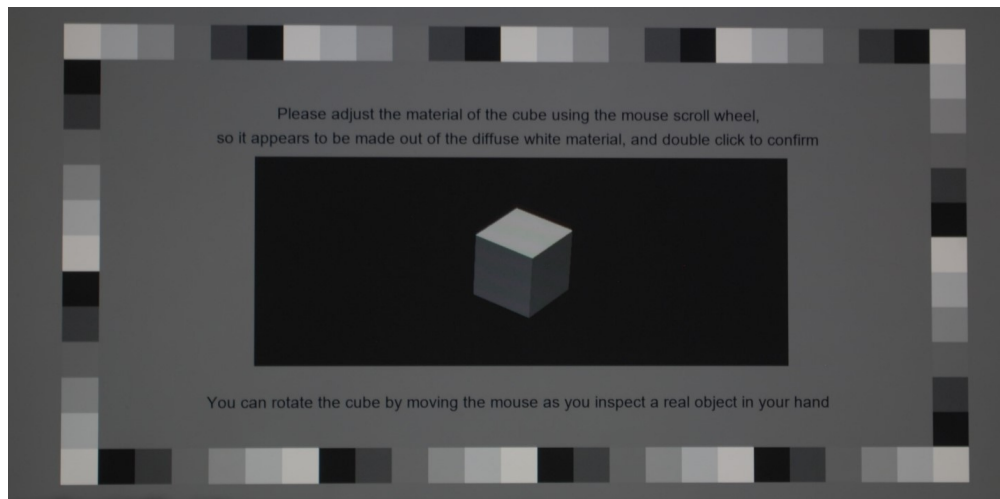 Please adjust the material of the cube using the mouse scroll wheel,
so it appears to be made out of the diffuse white material, and double click to confirm
You can rotate the cube by moving the mouse as you inspect a real object in your hand